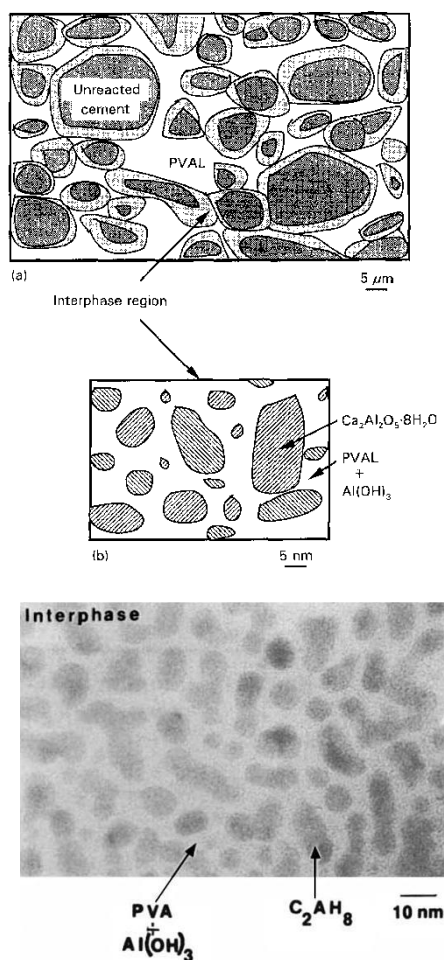 Unreacted
cement
PVAL
(a)
5 μm
Interphase region
Ca₂Al₂O₅·8H₂O
PVAL
+
Al(OH)₃
(b)
5 nm
Interphase
PVA
+
Al(OH)₃
C₂AH₈
10 nm